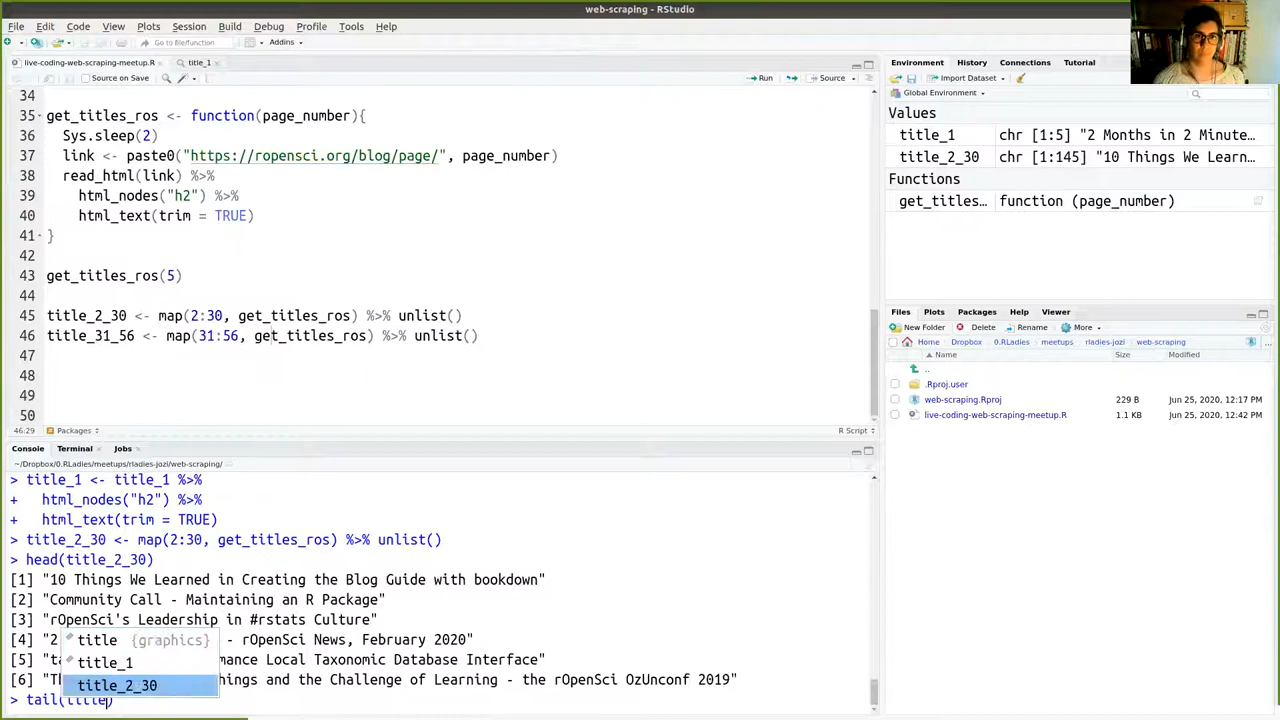 web-scraping - RStudio
File Edit Code View Plots Session Build Debug Profile Tools Help
Go to file/function Addins
live-coding-web-scraping-meetup.R title_1
Source on Save Run Source
34
35 get_titles_ros <- function(page_number){
36 Sys.sleep(2)
37 link <- paste0("https://ropensci.org/blog/page/", page_number)
38 read_html(link) %>%
39 html_nodes("h2") %>%
40 html_text(trim = TRUE)
41 }
42
43 get_titles_ros(5)
44
45 title_2_30 <- map(2:30, get_titles_ros) %>% unlist()
46 title_31_56 <- map(31:56, get_titles_ros) %>% unlist()
47
48
49
50
46:29 Packages R Script
Console Terminal Jobs
~/Dropbox/0.RLadies/meetups/rladies-jozi/web-scraping/
> title_1 <- title_1 %>%
+ html_nodes("h2") %>%
+ html_text(trim = TRUE)
> title_2_30 <- map(2:30, get_titles_ros) %>% unlist()
> head(title_2_30)
[1] "10 Things We Learned in Creating the Blog Guide with bookdown"
[2] "Community Call - Maintaining an R Package"
[3] "rOpenSci's Leadership in #rstats Culture"
[4] "2 - rOpenSci News, February 2020"
[5] "ta mance Local Taxonomic Database Interface"
[6] "Th hings and the Challenge of Learning - the rOpenSci OzUnconf 2019"
title {graphics}
title_1
title_2_30
> tail(title)
Environment History Connections Tutorial
Import Dataset
Global Environment
Values
title_1 chr [1:5] "2 Months in 2 Minute…
title_2_30 chr [1:145] "10 Things We Learn…
Functions
get_titles… function (page_number)
Files Plots Packages Help Viewer
New Folder Delete Rename More
Home Dropbox 0.RLadies meetups rladies-jozi web-scraping ...
Name Size Modified
..
.Rproj.user
web-scraping.Rproj 229 B Jun 25, 2020, 12:17 PM
live-coding-web-scraping-meetup.R 1.1 KB Jun 25, 2020, 12:42 PM